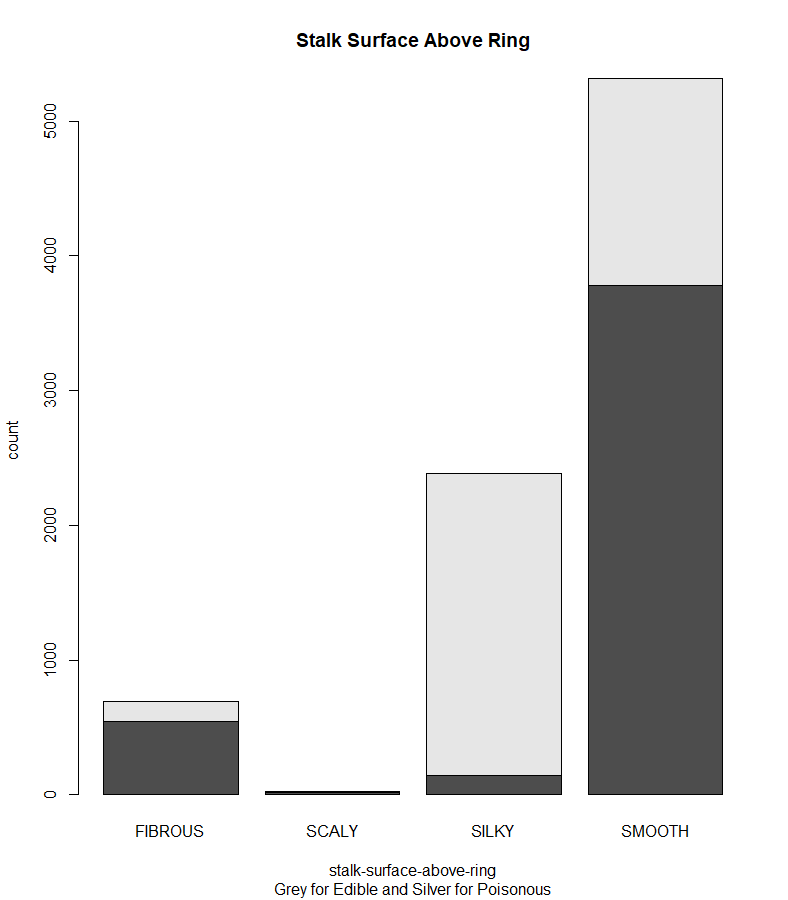 Stalk Surface Above Ring
5000
4000
3000
2000
1000
0
count
FIBROUS SCALY SILKY SMOOTH
stalk-surface-above-ring
Grey for Edible and Silver for Poisonous